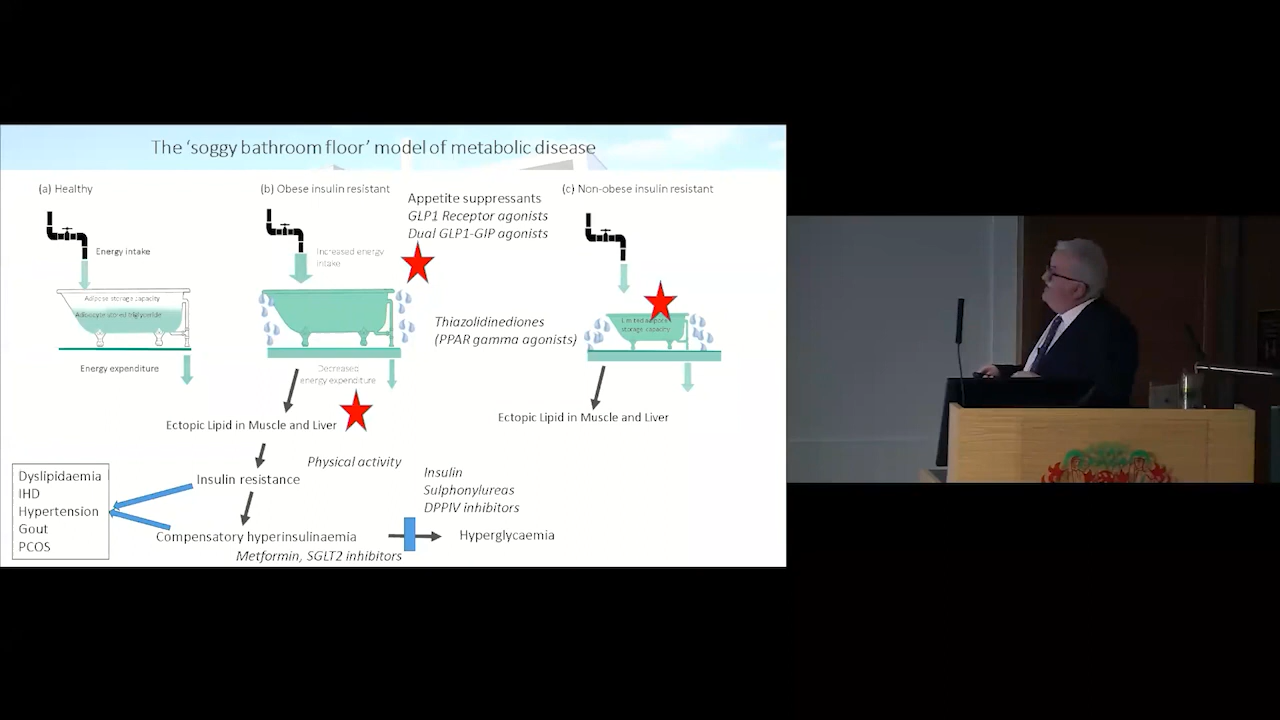 The 'soggy bathroom floor' model of metabolic disease
(a) Healthy
Energy intake
Adipose storage capacity
Adipocyte stored triglyceride
Energy expenditure
(b) Obese insulin resistant
Increased energy
intake
Decreased
energy expenditure
Appetite suppressants
GLP1 Receptor agonists
Dual GLP1-GIP agonists
Thiazolidinediones
(PPAR gamma agonists)
(c) Non-obese insulin resistant
Limited adipose
storage capacity
Ectopic Lipid in Muscle and Liver
Ectopic Lipid in Muscle and Liver
Physical activity
Insulin resistance
Insulin
Sulphonylureas
DPPIV inhibitors
Compensatory hyperinsulinaemia
Hyperglycaemia
Metformin, SGLT2 inhibitors
Dyslipidaemia
IHD
Hypertension
Gout
PCOS